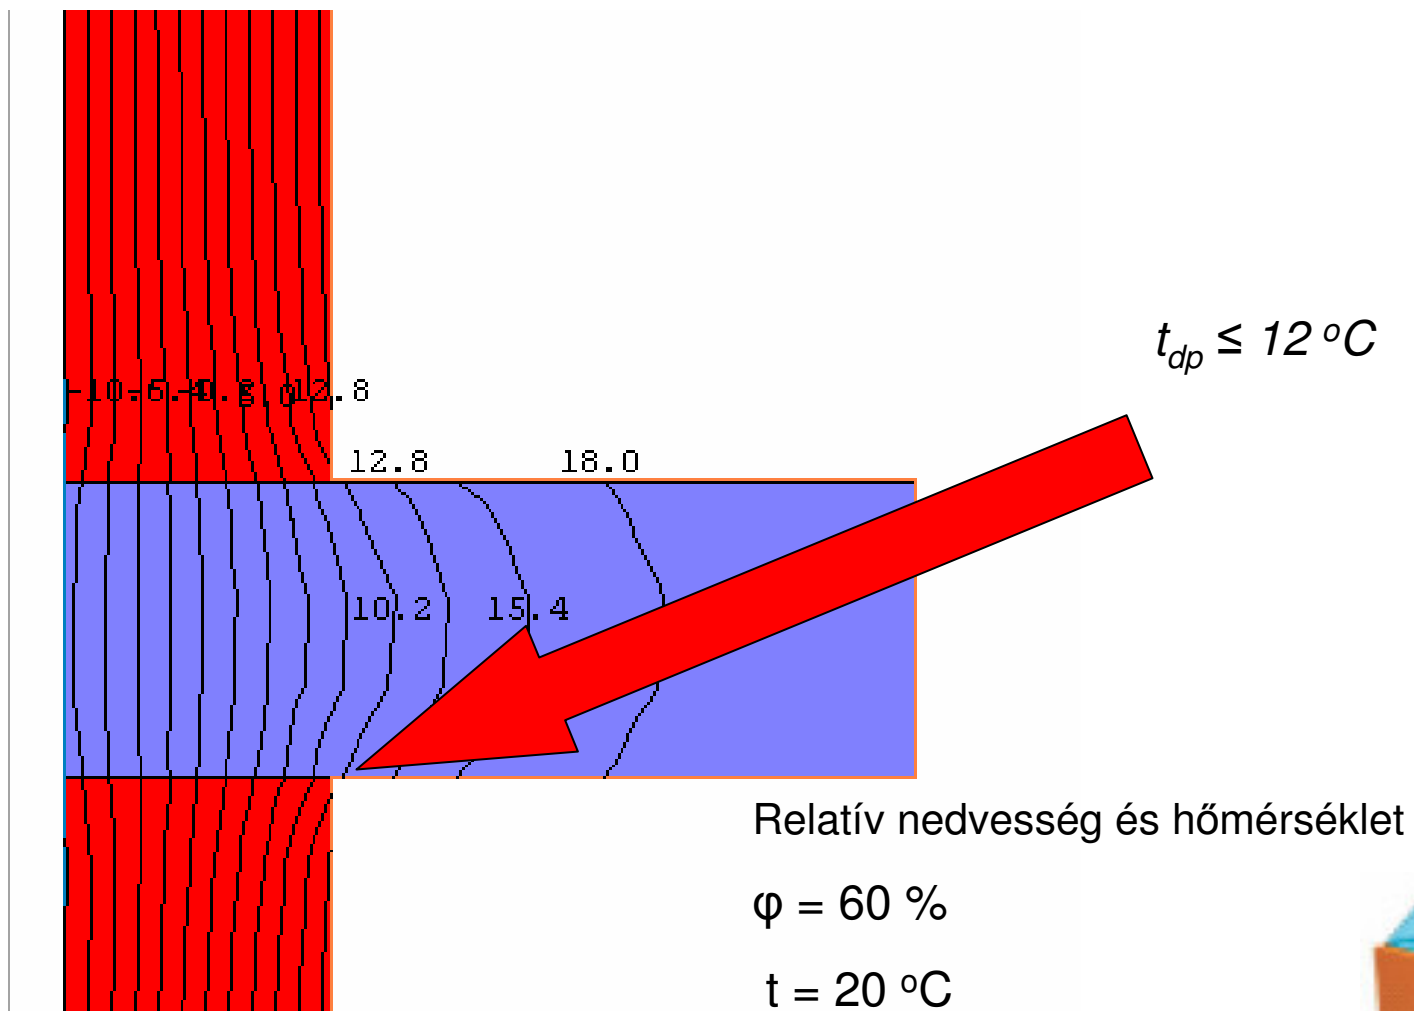 t_dp ≤ 12 °C
12.8
12.8 18.0
10.2 15.4
Relatív nedvesség és hőmérséklet
φ = 60 %
t = 20 °C